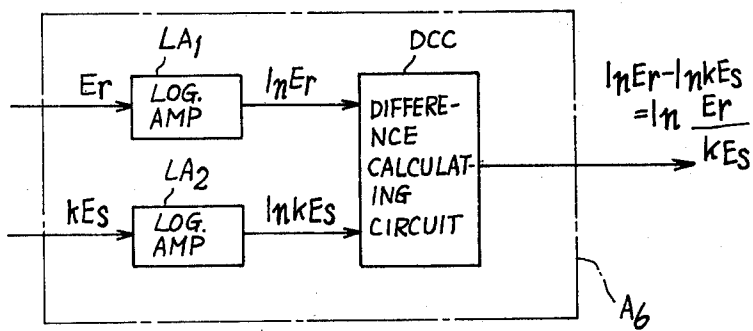 LA1
DCC
Er
LOG.
AMP
lnEr
DIFFERE-
NCE
CALCULAT-
ING
CIRCUIT
lnEr-lnkEs
=ln Er
kEs
LA2
kEs
LOG.
AMP
lnkEs
A6